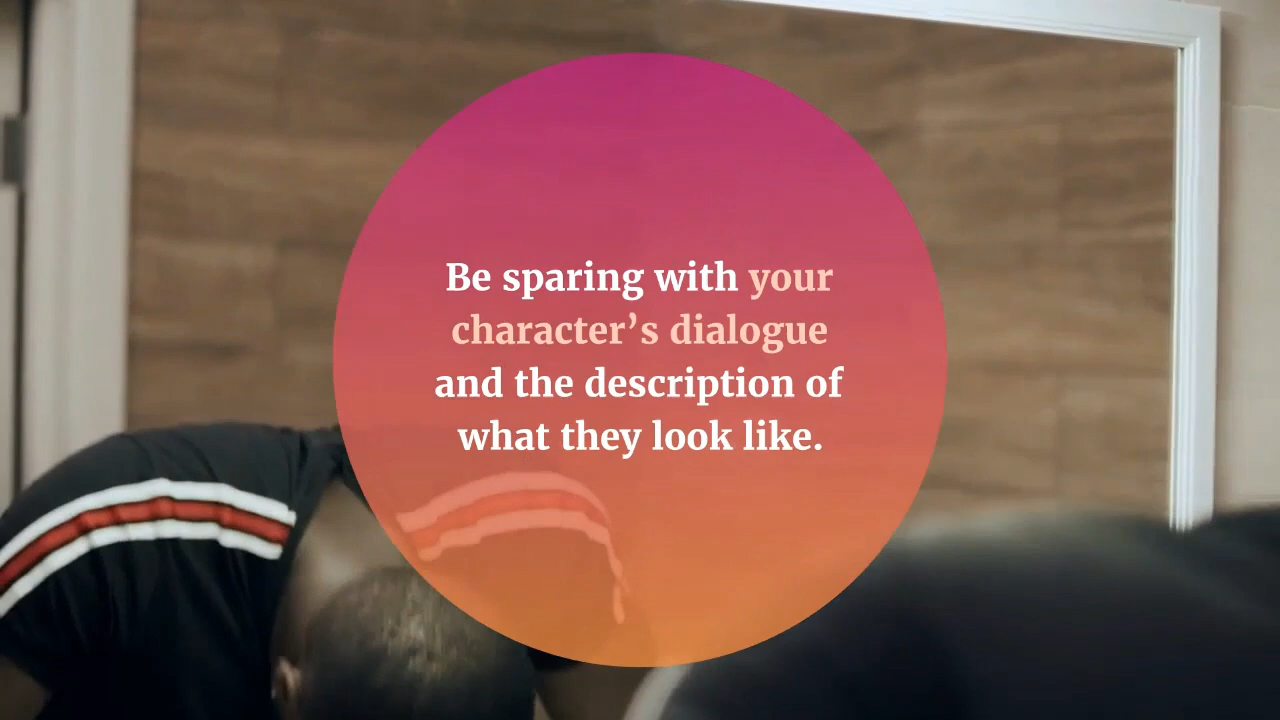 Be sparing with your
character’s dialogue
and the description of
what they look like.